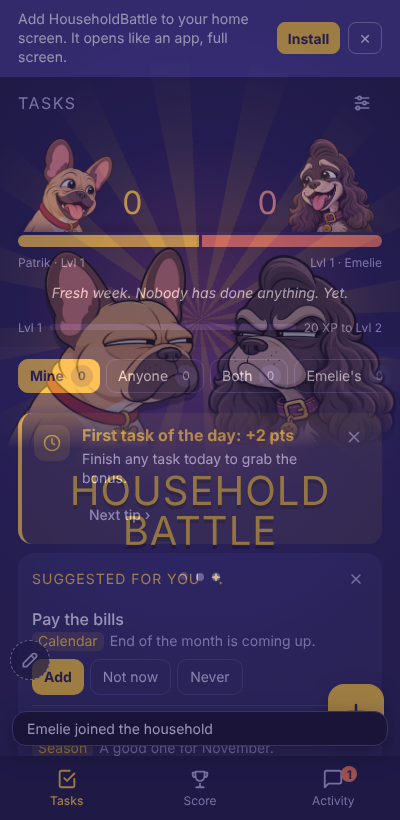 Add HouseholdBattle to your home
screen. It opens like an app, full
screen.
Install
TASKS
0
0
Patrik · Lvl 1
Lvl 1 · Emelie
Fresh week. Nobody has done anything. Yet.
Lvl 1
20 XP to Lvl 2
Mine 0
Anyone 0
Both 0
Emelie's 0
First task of the day: +2 pts
Finish any task today to grab the
bonus.
HOUSEHOLD
BATTLE
Next tip ›
SUGGESTED FOR YOU
Pay the bills
Calendar End of the month is coming up.
Add
Not now
Never
Emelie joined the household
Season A good one for November.
Tasks
Score
1
Activity